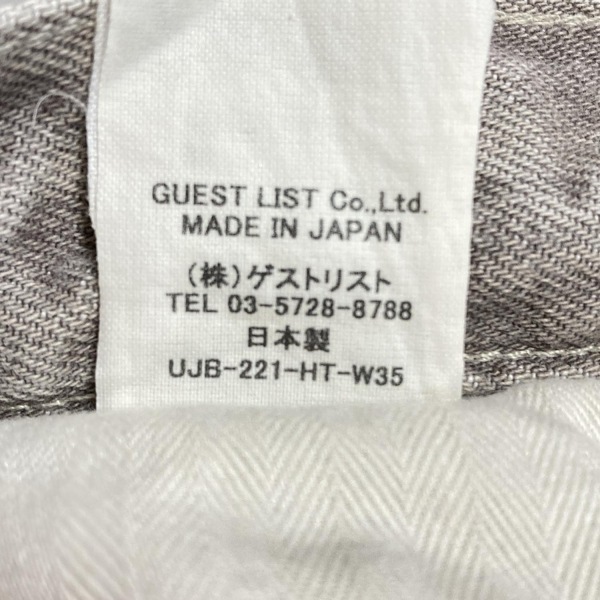 GUEST LIST Co.,Ltd.
MADE IN JAPAN
（株）ゲストリスト
TEL 03-5728-8788
日本製
UJB-221-HT-W35